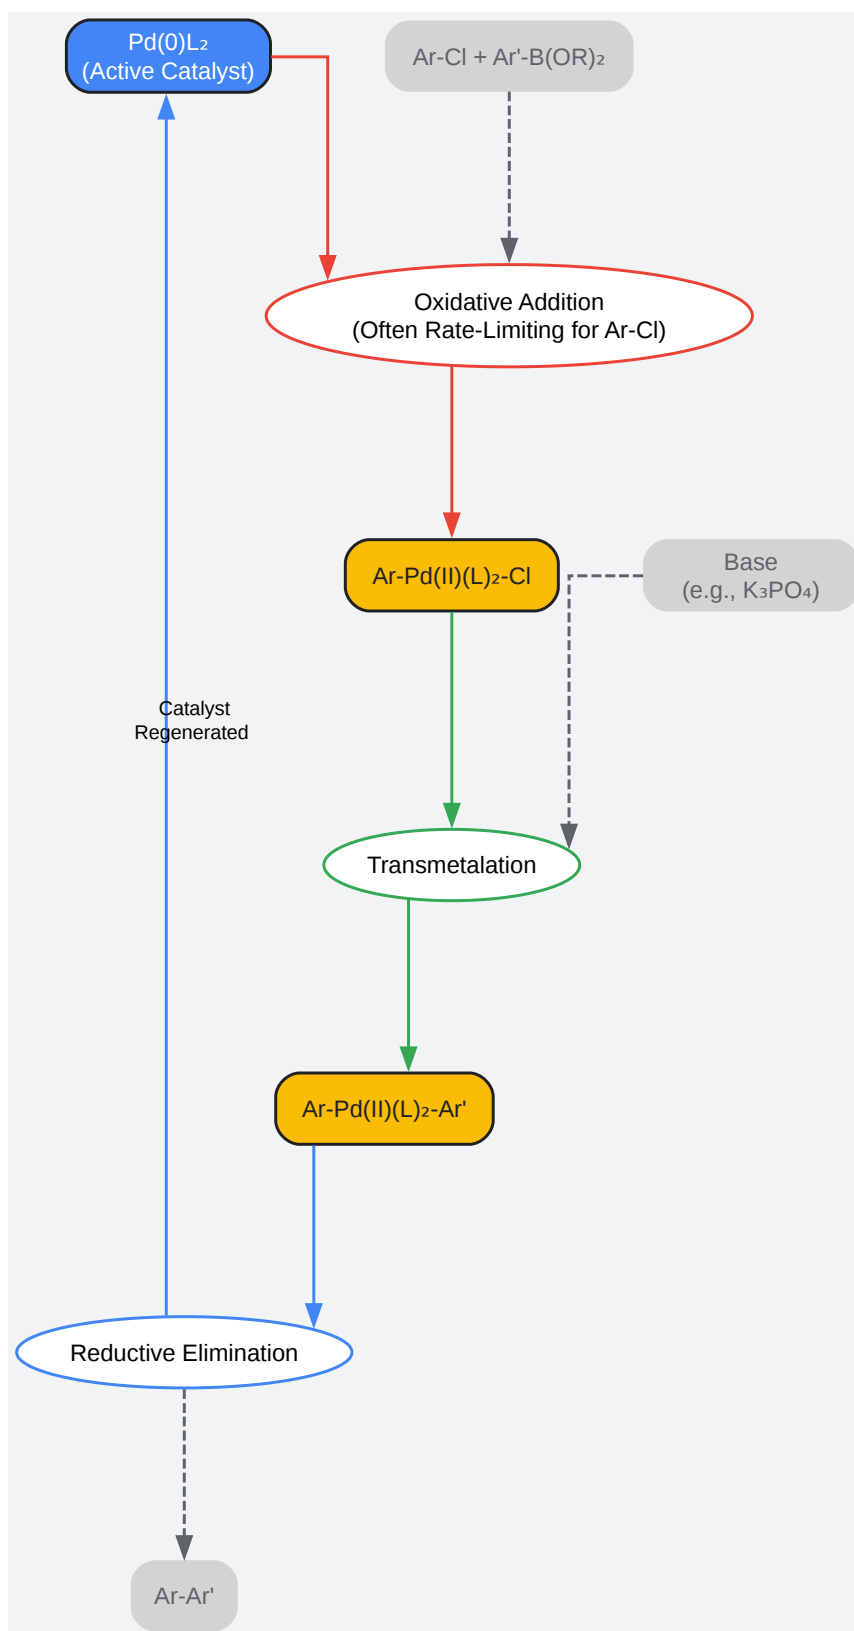 Pd(0)L₂
(Active Catalyst)
Ar-Cl + Ar'-B(OR)₂
Oxidative Addition
(Often Rate-Limiting for Ar-Cl)
Ar-Pd(II)(L)₂-Cl
Base
(e.g., K₃PO₄)
Catalyst
Regenerated
Transmetalation
Ar-Pd(II)(L)₂-Ar'
Reductive Elimination
Ar-Ar'